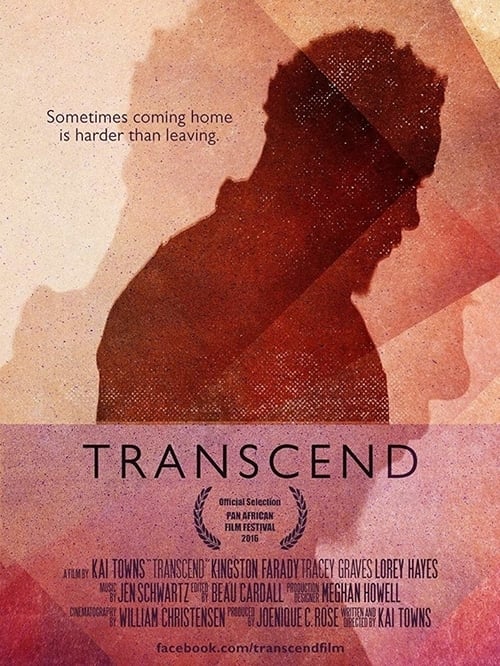 Sometimes coming home
is harder than leaving.
TRANSCEND
Official Selection
PAN AFRICAN
FILM FESTIVAL
2016
A FILM BY KAI TOWNS "TRANSCEND" KINGSTON FARADY TRACEY GRAVES LOREY HAYES
MUSIC BY JEN SCHWARTZ EDITED BY BEAU CARDALL PRODUCTION DESIGNER MEGHAN HOWELL
CINEMATOGRAPHY BY WILLIAM CHRISTENSEN PRODUCED BY JOENIQUE C. ROSE WRITTEN AND DIRECTED BY KAI TOWNS
facebook.com/transcendfilm